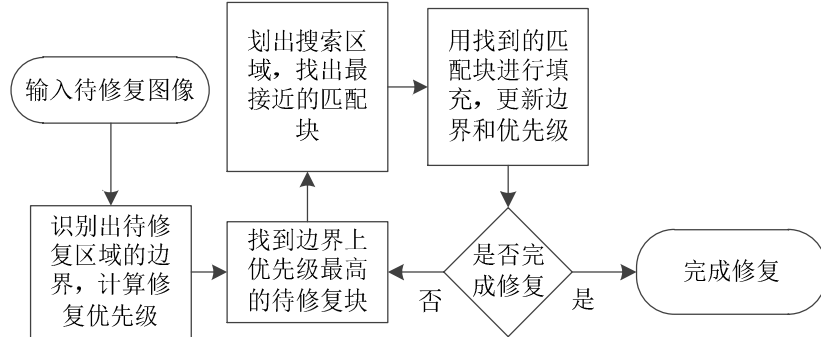 输入待修复图像
识别出待修
复区域的边
界，计算修
复优先级
找到边界上
优先级最高
的待修复块
划出搜索区
域，找出最
接近的匹配
块
用找到的匹
配块进行填
充，更新边
界和优先级
是否完
成修复
否
是
完成修复